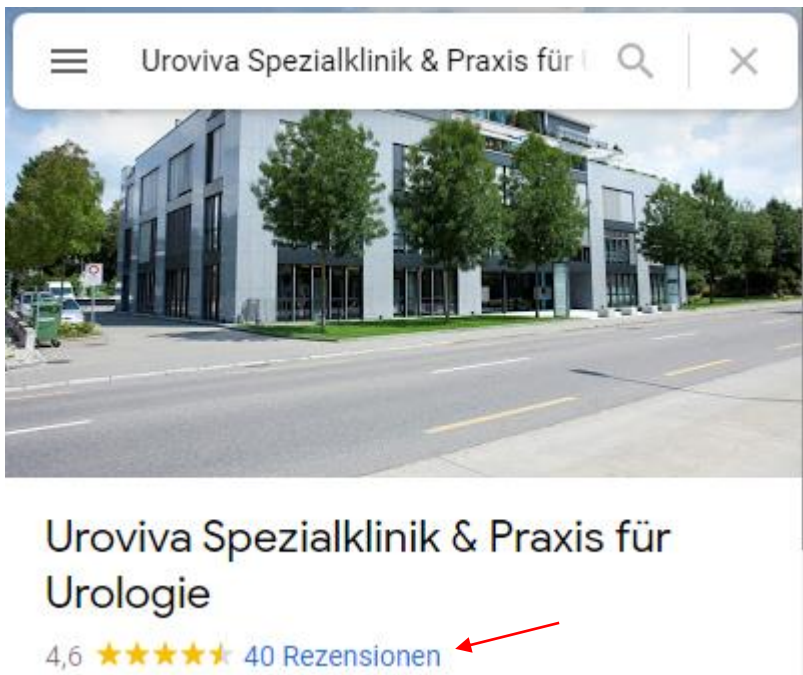 Uroviva Spezialklinik & Praxis für
Uroviva Spezialklinik & Praxis für
Urologie
4,6 40 Rezensionen